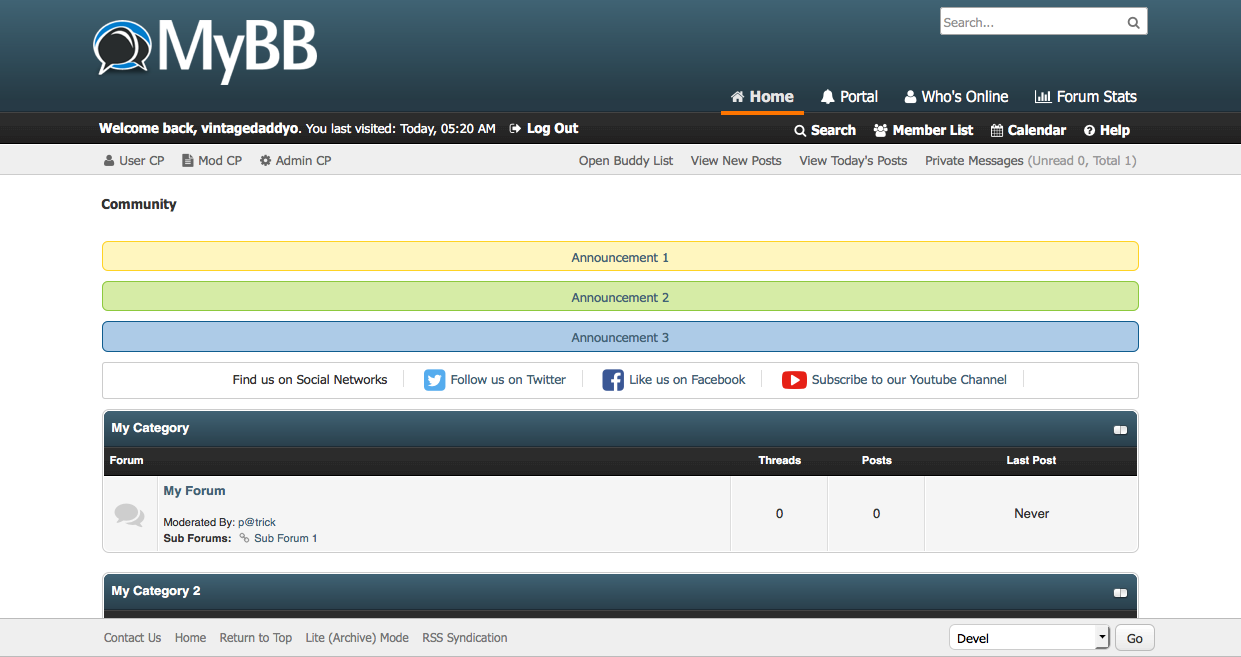 MyBB
Search...
Home Portal Who's Online Forum Stats
Welcome back, vintagedaddyo. You last visited: Today, 05:20 AM Log Out
Search Member List Calendar Help
User CP Mod CP Admin CP
Open Buddy List View New Posts View Today's Posts Private Messages (Unread 0, Total 1)
Community
Announcement 1
Announcement 2
Announcement 3
Find us on Social Networks Follow us on Twitter Like us on Facebook Subscribe to our Youtube Channel
My Category
Forum Threads Posts Last Post
My Forum
0 0 Never
Moderated By: p@trick
Sub Forums: Sub Forum 1
My Category 2
Contact Us Home Return to Top Lite (Archive) Mode RSS Syndication
Devel Go